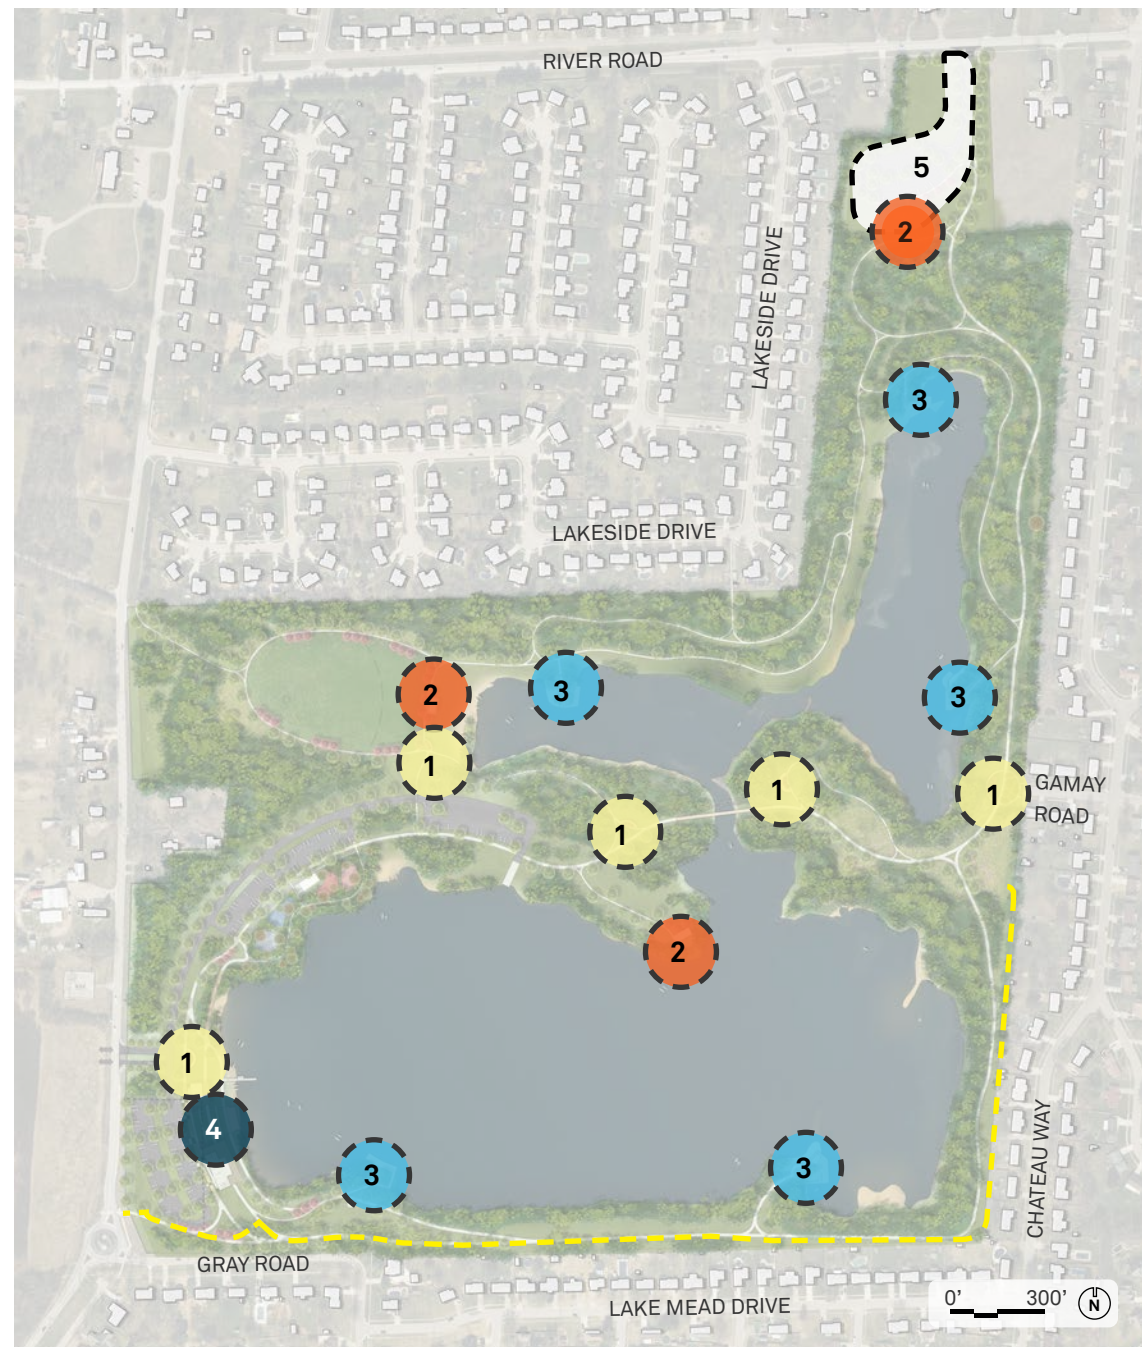 RIVER ROAD
5
2
LAKESIDE DRIVE
3
LAKESIDE DRIVE
2
3
3
1
1
1
GAMAY
ROAD
1
2
1
4
3
3
CHATEAU WAY
GRAY ROAD
LAKE MEAD DRIVE
0’ 300’
N